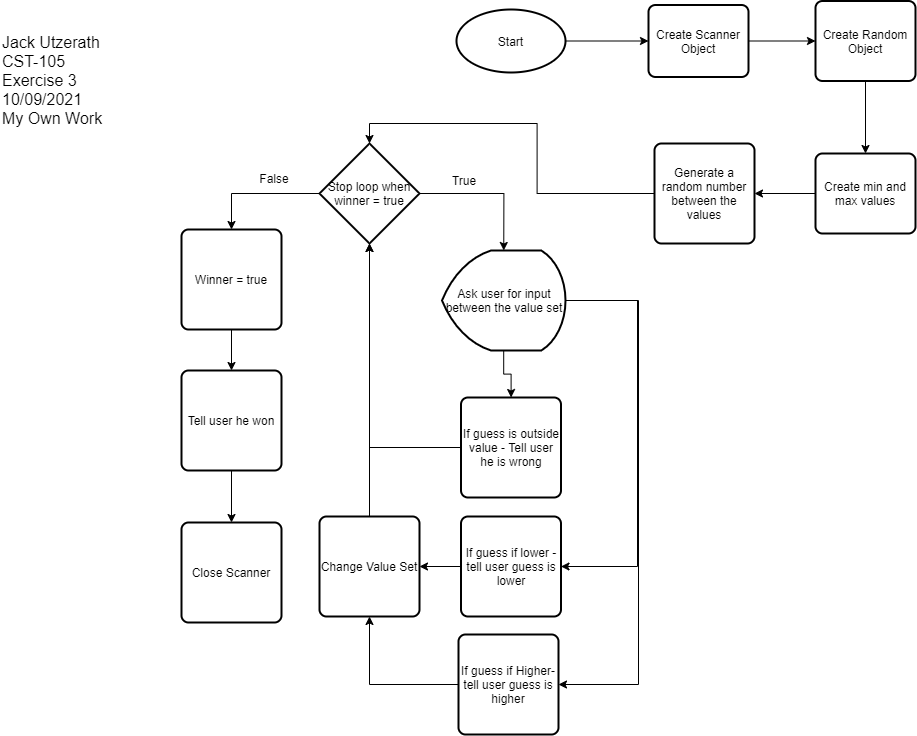 Jack Utzerath
CST-105
Exercise 3
10/09/2021
My Own Work
Start
Create Scanner
Object
Create Random
Object
Create min and
max values
Generate a
random number
between the
values
Stop loop when
winner = true
False
True
Winner = true
Tell user he won
Close Scanner
Ask user for input
between the value set
If guess is outside
value - Tell user
he is wrong
If guess if lower -
tell user guess is
lower
Change Value Set
If guess if Higher-
tell user guess is
higher